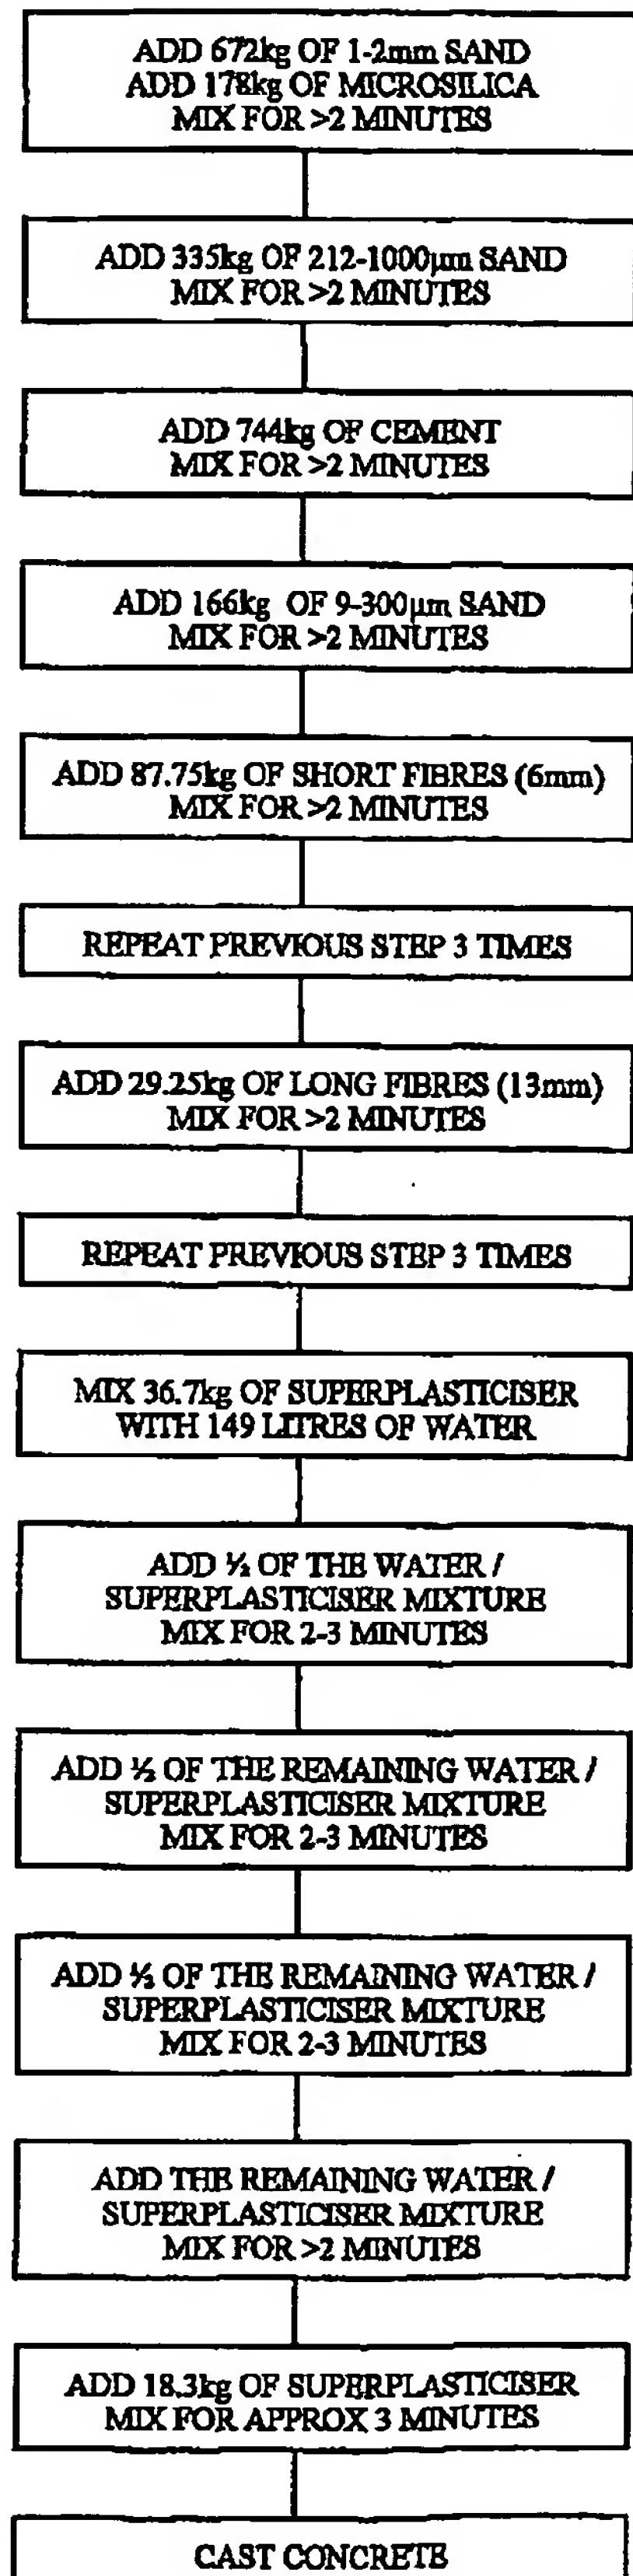 ADD 672kg OF 1-2mm SAND
ADD 178kg OF MICROSILICA
MIX FOR >2 MINUTES
ADD 335kg OF 212-1000µm SAND
MIX FOR >2 MINUTES
ADD 744kg OF CEMENT
MIX FOR >2 MINUTES
ADD 166kg OF 9-300µm SAND
MIX FOR >2 MINUTES
ADD 87.75kg OF SHORT FIBRES (6mm)
MIX FOR >2 MINUTES
REPEAT PREVIOUS STEP 3 TIMES
ADD 29.25kg OF LONG FIBRES (13mm)
MIX FOR >2 MINUTES
REPEAT PREVIOUS STEP 3 TIMES
MIX 36.7kg OF SUPERPLASTICISER
WITH 149 LITRES OF WATER
ADD ½ OF THE WATER /
SUPERPLASTICISER MIXTURE
MIX FOR 2-3 MINUTES
ADD ½ OF THE REMAINING WATER /
SUPERPLASTICISER MIXTURE
MIX FOR 2-3 MINUTES
ADD ½ OF THE REMAINING WATER /
SUPERPLASTICISER MIXTURE
MIX FOR 2-3 MINUTES
ADD THE REMAINING WATER /
SUPERPLASTICISER MIXTURE
MIX FOR >2 MINUTES
ADD 18.3kg OF SUPERPLASTICISER
MIX FOR APPROX 3 MINUTES
CAST CONCRETE